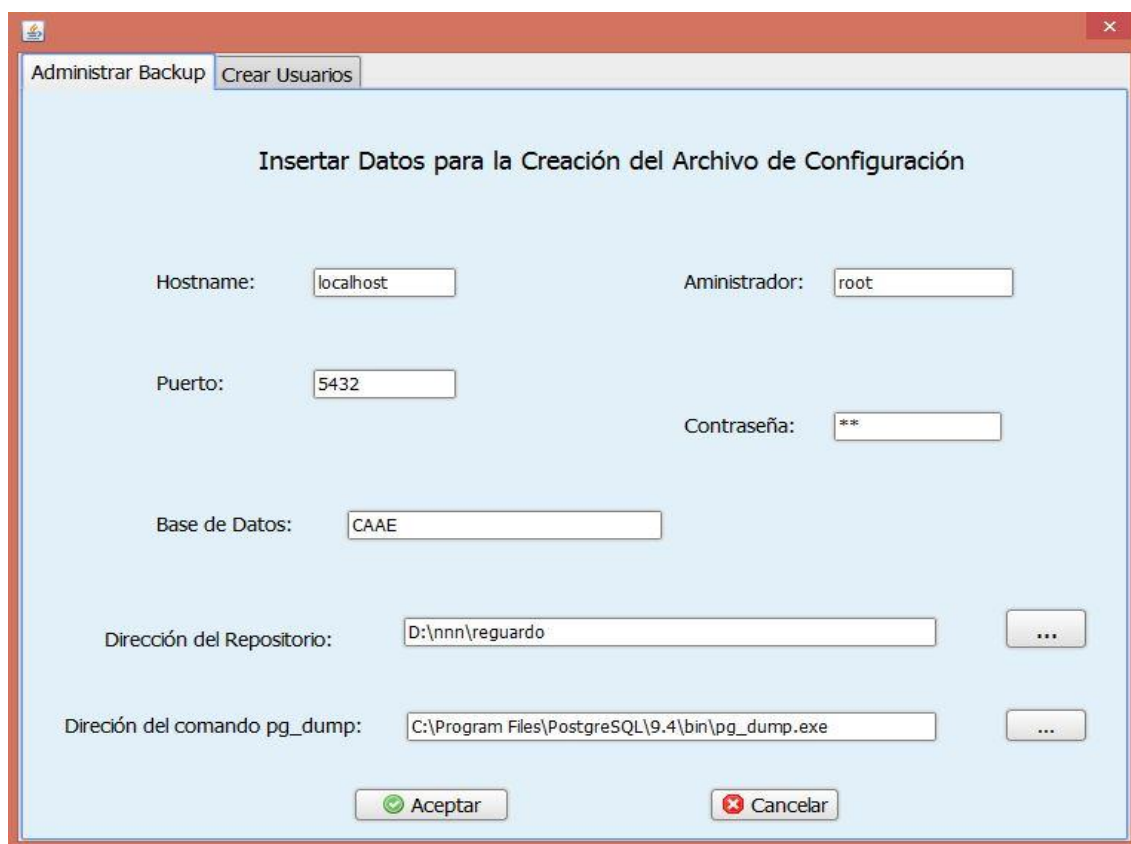 Administrar Backup
Crear Usuarios
Insertar Datos para la Creación del Archivo de Configuración
Hostname: localhost
Aministrador: root
Puerto: 5432
Contraseña: **
Base de Datos: CAAE
Dirección del Repositorio: D:\nnn\reguardo ...
Direción del comando pg_dump: C:\Program Files\PostgreSQL\9.4\bin\pg_dump.exe ...
Aceptar
Cancelar